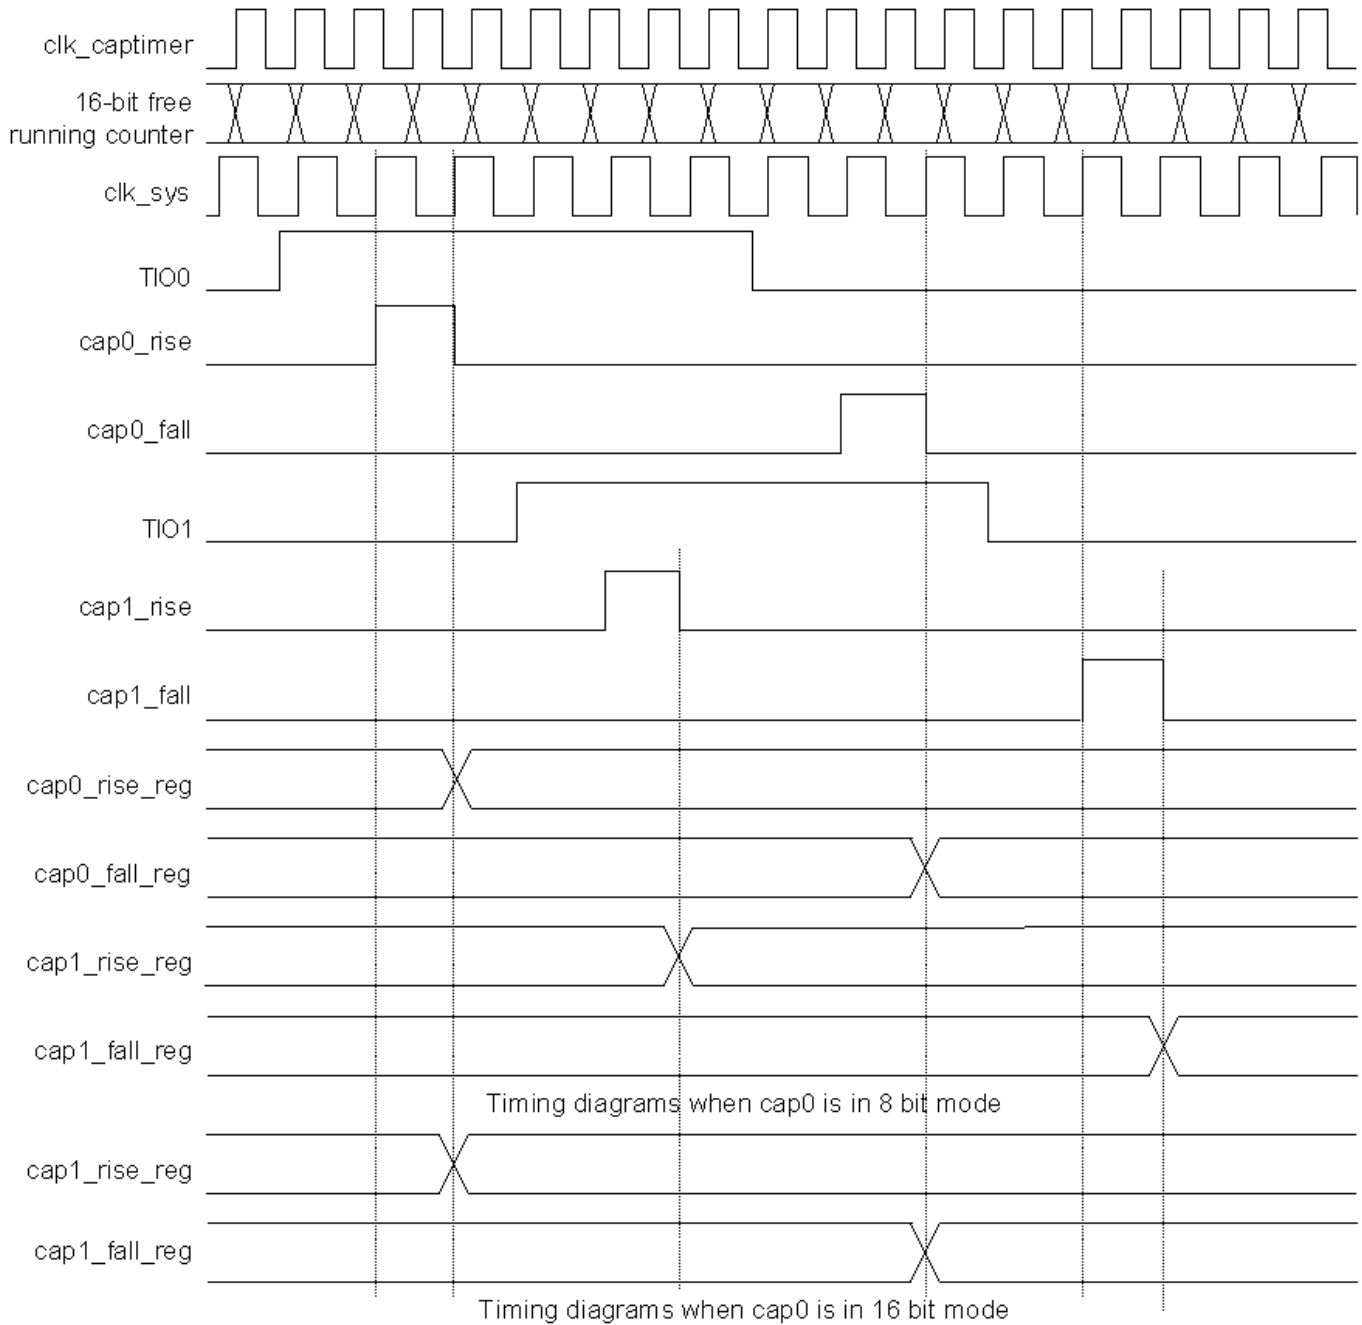 clk_captimer
16-bit free
running counter
clk_sys
TIO0
cap0_rise
cap0_fall
TIO1
cap1_rise
cap1_fall
cap0_rise_reg
cap0_fall_reg
cap1_rise_reg
cap1_fall_reg
Timing diagrams when cap0 is in 8 bit mode
cap1_rise_reg
cap1_fall_reg
Timing diagrams when cap0 is in 16 bit mode